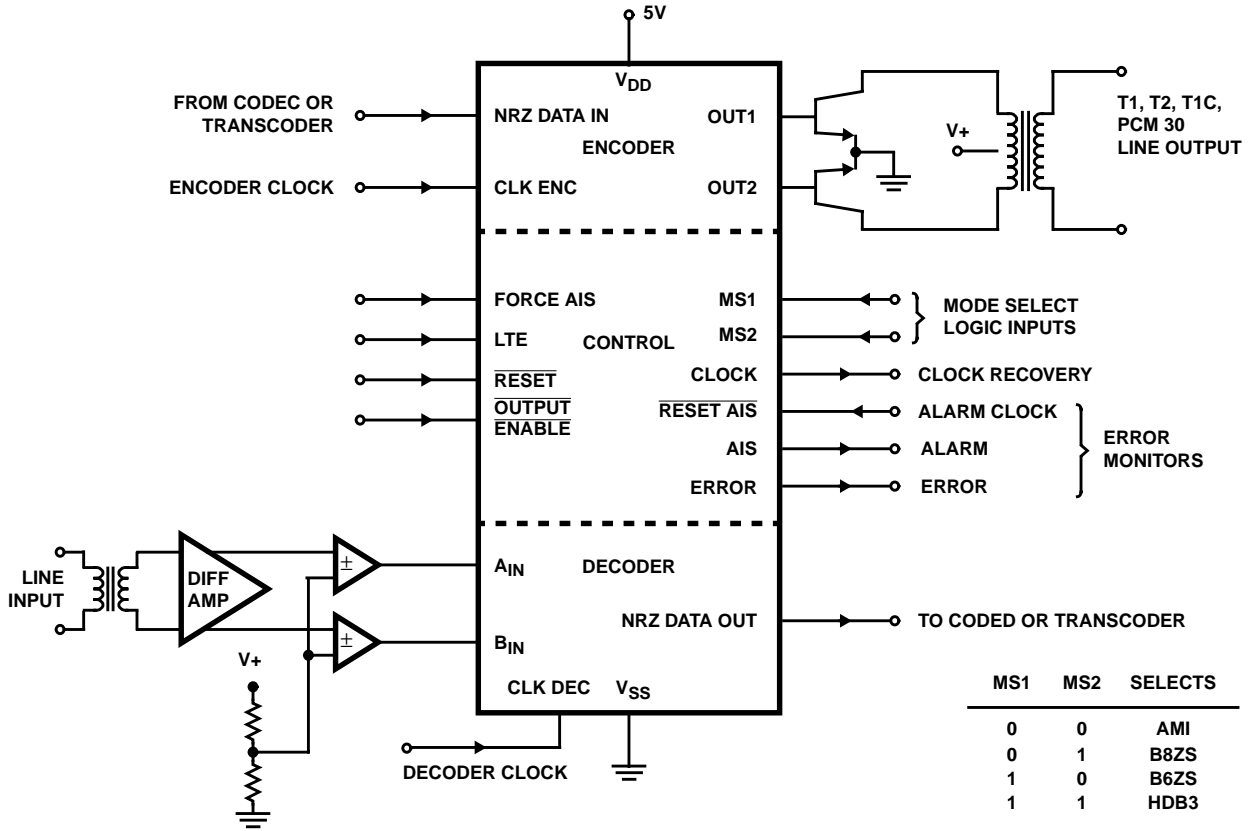 5V
VDD
FROM CODEC OR
TRANSCODER
NRZ DATA IN
ENCODER
OUT1
V+
T1, T2, T1C,
PCM 30
LINE OUTPUT
ENCODER CLOCK
CLK ENC
OUT2
FORCE AIS
LTE
RESET
OUTPUT
ENABLE
CONTROL
MS1
MS2
CLOCK
RESET AIS
AIS
ERROR
MODE SELECT
LOGIC INPUTS
CLOCK RECOVERY
ALARM CLOCK
ALARM
ERROR
ERROR
MONITORS
LINE
INPUT
DIFF
AMP
±
±
V+
AIN
BIN
DECODER
NRZ DATA OUT
TO CODED OR TRANSCODER
CLK DEC
VSS
DECODER CLOCK
MS1 MS2 SELECTS
0 0 AMI
0 1 B8ZS
1 0 B6ZS
1 1 HDB3